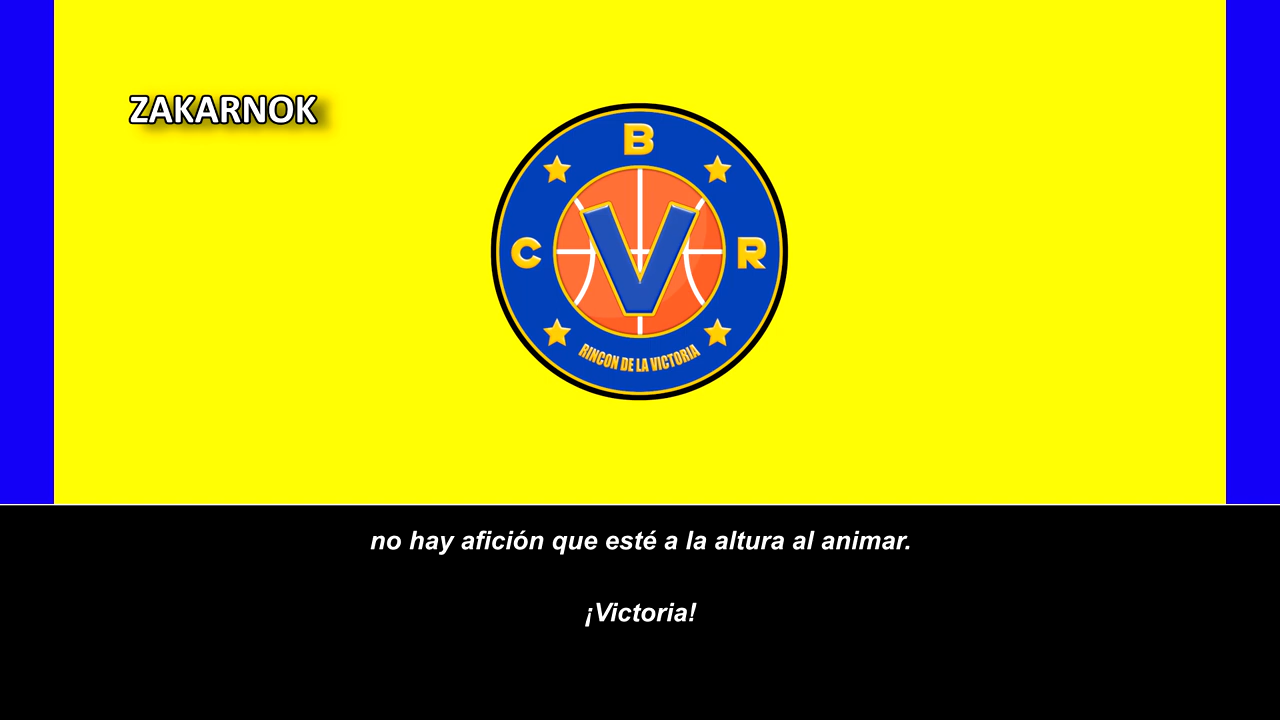 ZAKARNOK
B
C V R
RINCON DE LA VICTORIA
no hay afición que esté a la altura al animar.
¡Victoria!